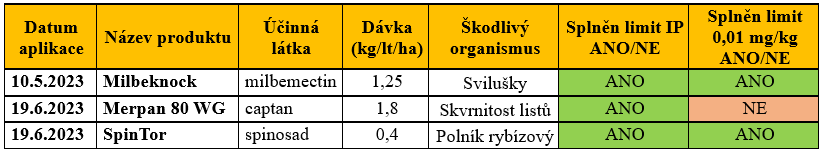 Datum aplikace | Název produktu | Účinná látka | Dávka (kg/lt/ha) | Škodlivý organismus | Splněn limit IP ANO/NE | Splněn limit 0,01 mg/kg ANO/NE
10.5.2023 | Milbeknock | milbemectin | 1,25 | Svilušky | ANO | ANO
19.6.2023 | Merpan 80 WG | captan | 1,8 | Skvrnitost listů | ANO | NE
19.6.2023 | SpinTor | spinosad | 0,4 | Polník rybízový | ANO | ANO